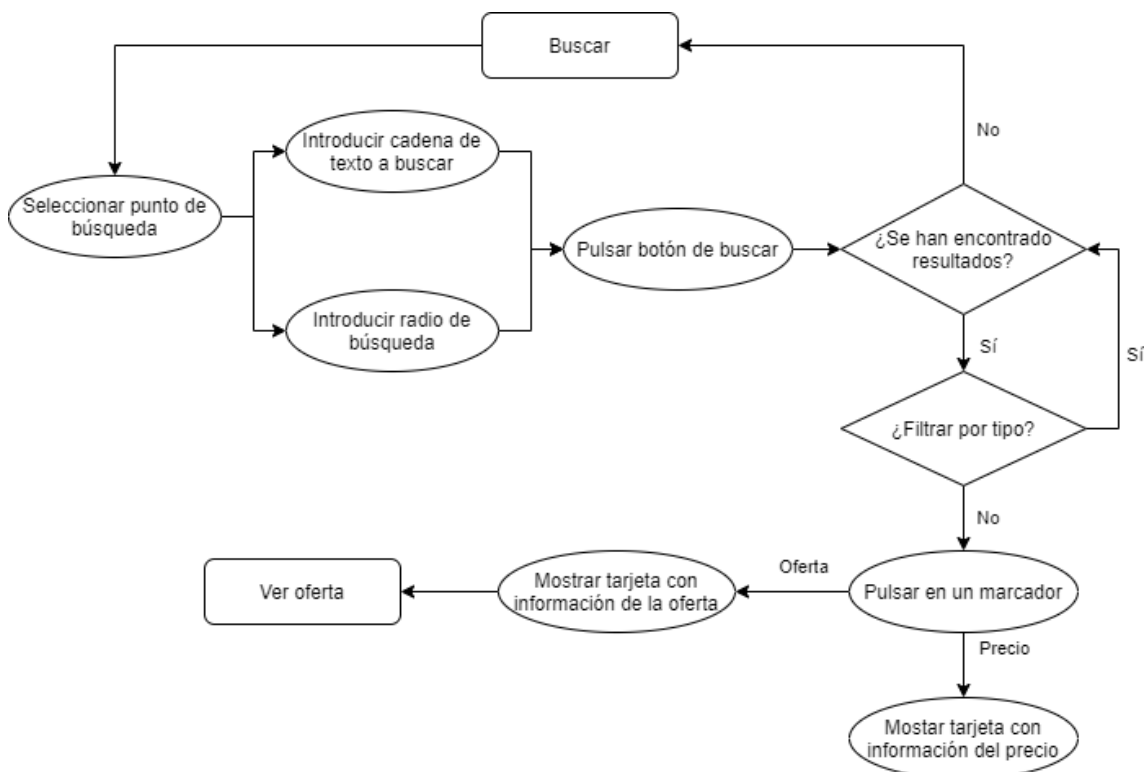 Buscar
No
Introducir cadena de
texto a buscar
Seleccionar punto de
búsqueda
Pulsar botón de buscar
¿Se han encontrado
resultados?
Introducir radio de
búsqueda
Sí
Sí
¿Filtrar por tipo?
No
Ver oferta
Mostrar tarjeta con
información de la oferta
Oferta
Pulsar en un marcador
Precio
Mostar tarjeta con
información del precio